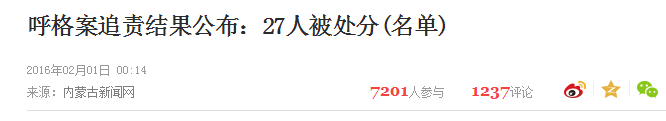 呼格案追责结果公布：27人被处分(名单)
2016年02月01日 00:14
来源：内蒙古新闻网
7201人参与 1237评论